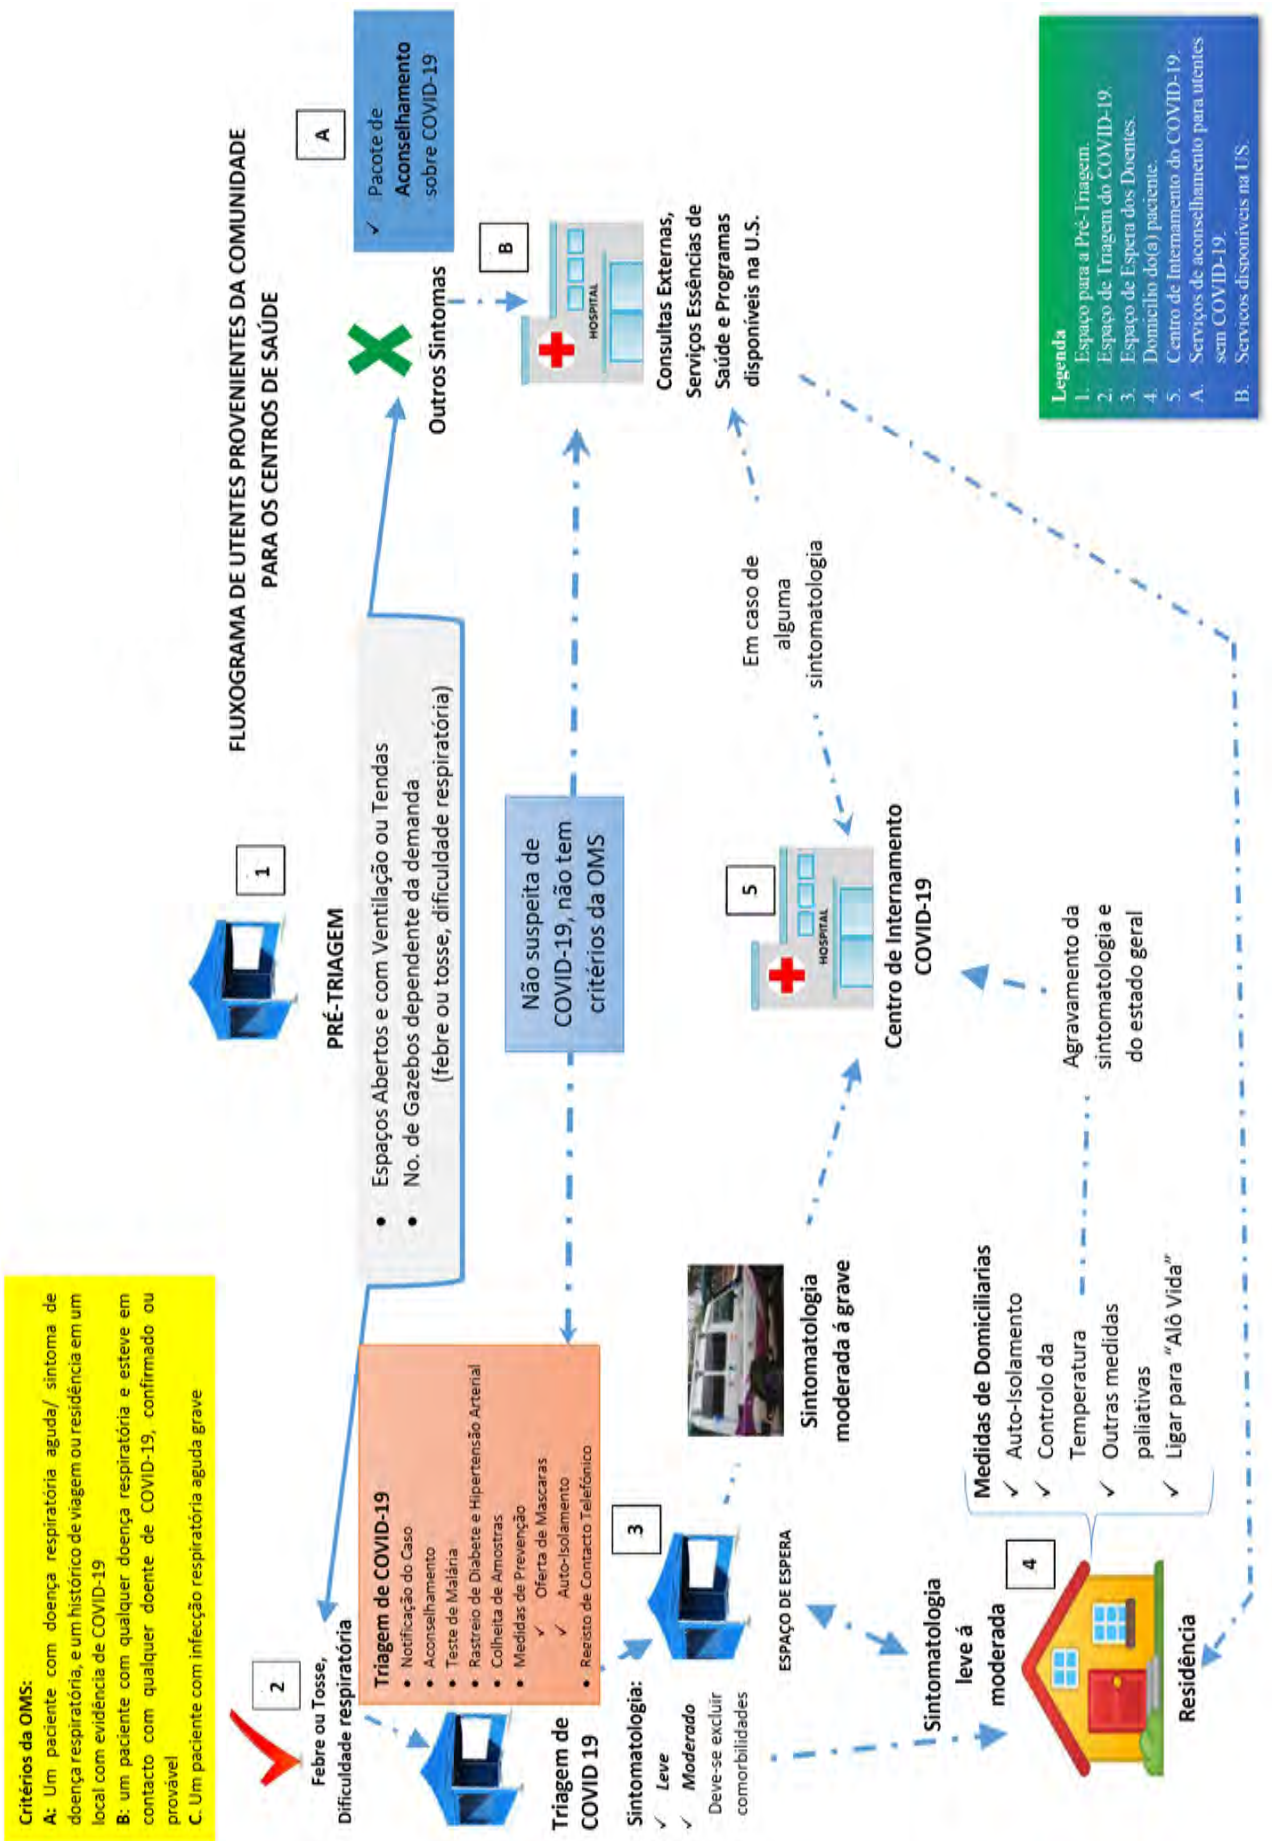 Critérios da OMS:
A: Um paciente com doença respiratória aguda/ sintoma de
doença respiratória, e um histórico de viagem ou residência em um
local com evidência de COVID-19
B: um paciente com qualquer doença respiratória e esteve em
contacto com qualquer doente de COVID-19, confirmado ou
provável
C. Um paciente com infecção respiratória aguda grave
FLUXOGRAMA DE UTENTES PROVENIENTES DA COMUNIDADE
PARA OS CENTROS DE SAÚDE
1
PRÉ-TRIAGEM
• Espaços Abertos e com Ventilação ou Tendas
• No. de Gazebos dependente da demanda
(febre ou tosse, dificuldade respiratória)
2
Febre ou Tosse,
Dificuldade respiratória
A
✓ Pacote de
Aconselhamento
sobre COVID-19
Outros Sintomas
B
HOSPITAL
Consultas Externas,
Serviços Essências de
Saúde e Programas
disponíveis na U.S.
Não suspeita de
COVID-19, não tem
critérios da OMS
Triagem de COVID-19
• Notificação do Caso
• Aconselhamento
• Teste de Malária
• Rastreio de Diabete e Hipertensão Arterial
• Colheita de Amostras
• Medidas de Prevenção
✓ Oferta de Mascaras
✓ Auto-Isolamento
• Registo de Contacto Telefónico
Triagem de
COVID 19
Sintomatologia:
✓ Leve
✓ Moderado
Deve-se excluir
comorbilidades
3
ESPAÇO DE ESPERA
Sintomatologia
moderada á grave
5
HOSPITAL
Centro de Internamento
COVID-19
Em caso de
alguma
sintomatologia
Sintomatologia
leve á
moderada
4
Residência
Medidas de Domiciliarias
✓ Auto-Isolamento
✓ Controlo da
Temperatura
✓ Outras medidas
paliativas
✓ Ligar para "Alô Vida"
Agravamento da
sintomatologia e
do estado geral
Legenda
1. Espaço para a Pré-Triagem.
2. Espaço de Triagem do COVID-19.
3. Espaço de Espera dos Doentes.
4. Domicílio do(a) paciente.
5. Centro de Internamento do COVID-19.
A. Serviços de aconselhamento para utentes
sem COVID-19.
B. Serviços disponíveis na US.